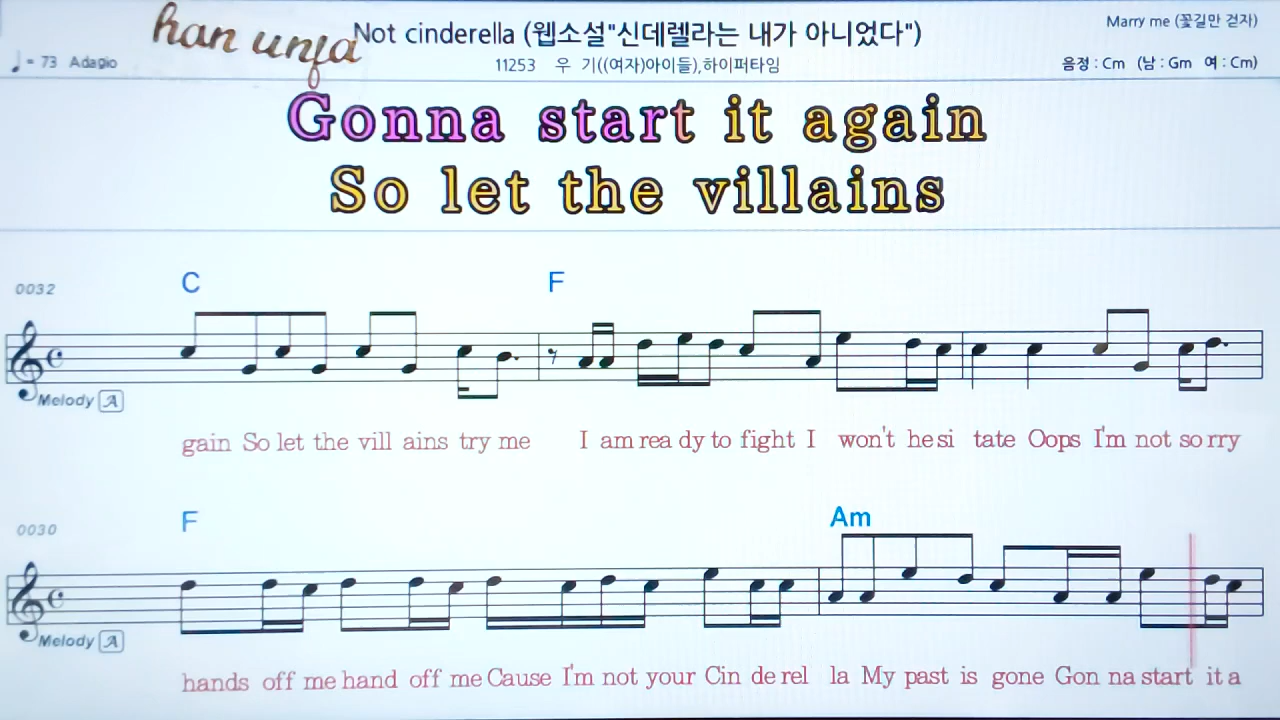 han unfa
Not cinderella (웹소설"신데렐라는 내가 아니었다")
Marry me (꽃길만 걷자)
♩= 73 Adagio
11253 우 기((여자)아이들),하이퍼타임
음정 : Cm (남 : Gm 여 : Cm)
Gonna start it again
So let the villains
0032
C F
Melody A
gain So let the vill ains try me I am rea dy to fight I won't he si tate Oops I'm not so rry
0030
F Am
Melody A
hands off me hand off me Cause I'm not your Cin de rel la My past is gone Gon na start it a